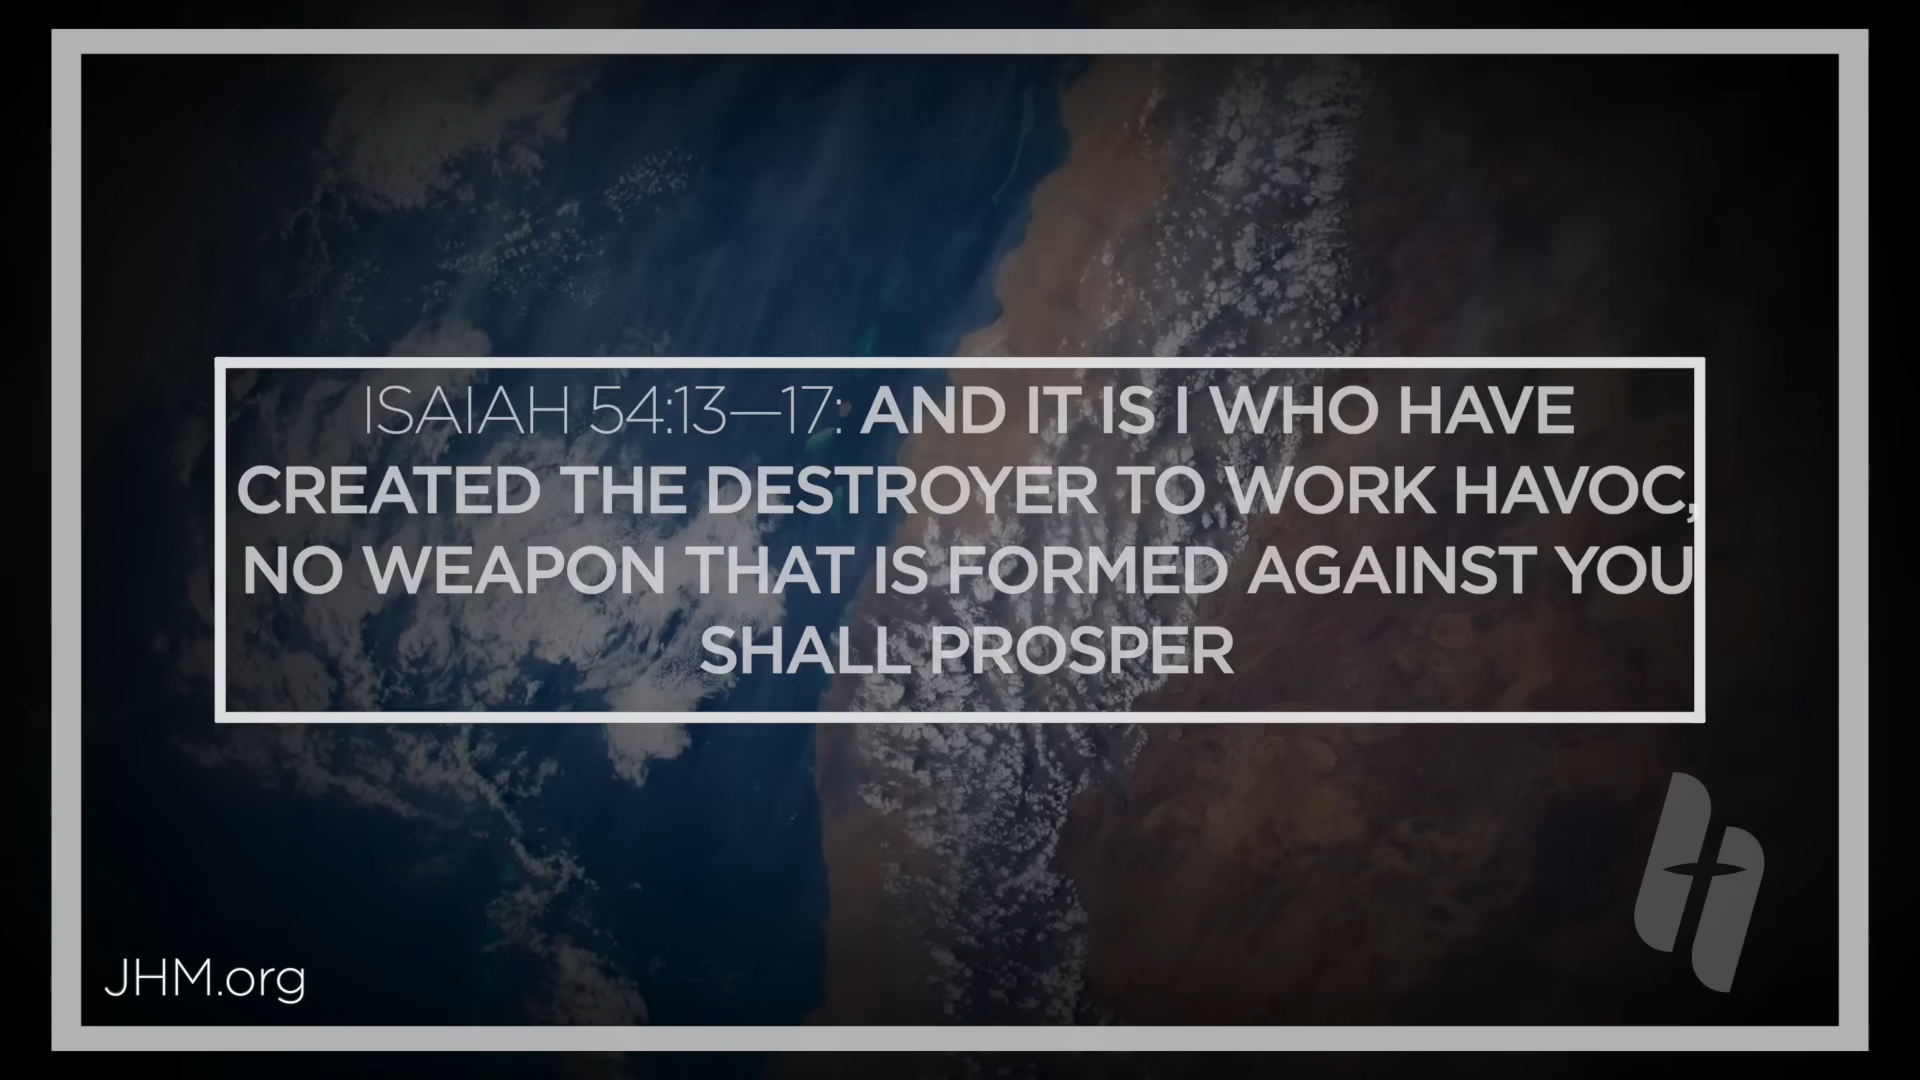 ISAIAH 54:13—17: AND IT IS I WHO HAVE
CREATED THE DESTROYER TO WORK HAVOC,
NO WEAPON THAT IS FORMED AGAINST YOU
SHALL PROSPER
JHM.org